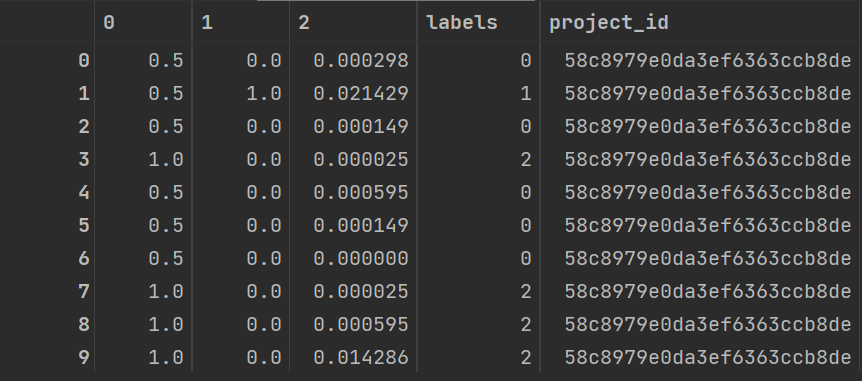 0 1 2 labels project_id
0 0.5 0.0 0.000298 0 58c8979e0da3ef6363ccb8de
1 0.5 1.0 0.021429 1 58c8979e0da3ef6363ccb8de
2 0.5 0.0 0.000149 0 58c8979e0da3ef6363ccb8de
3 1.0 0.0 0.000025 2 58c8979e0da3ef6363ccb8de
4 0.5 0.0 0.000595 0 58c8979e0da3ef6363ccb8de
5 0.5 0.0 0.000149 0 58c8979e0da3ef6363ccb8de
6 0.5 0.0 0.000000 0 58c8979e0da3ef6363ccb8de
7 1.0 0.0 0.000025 2 58c8979e0da3ef6363ccb8de
8 1.0 0.0 0.000595 2 58c8979e0da3ef6363ccb8de
9 1.0 0.0 0.014286 2 58c8979e0da3ef6363ccb8de